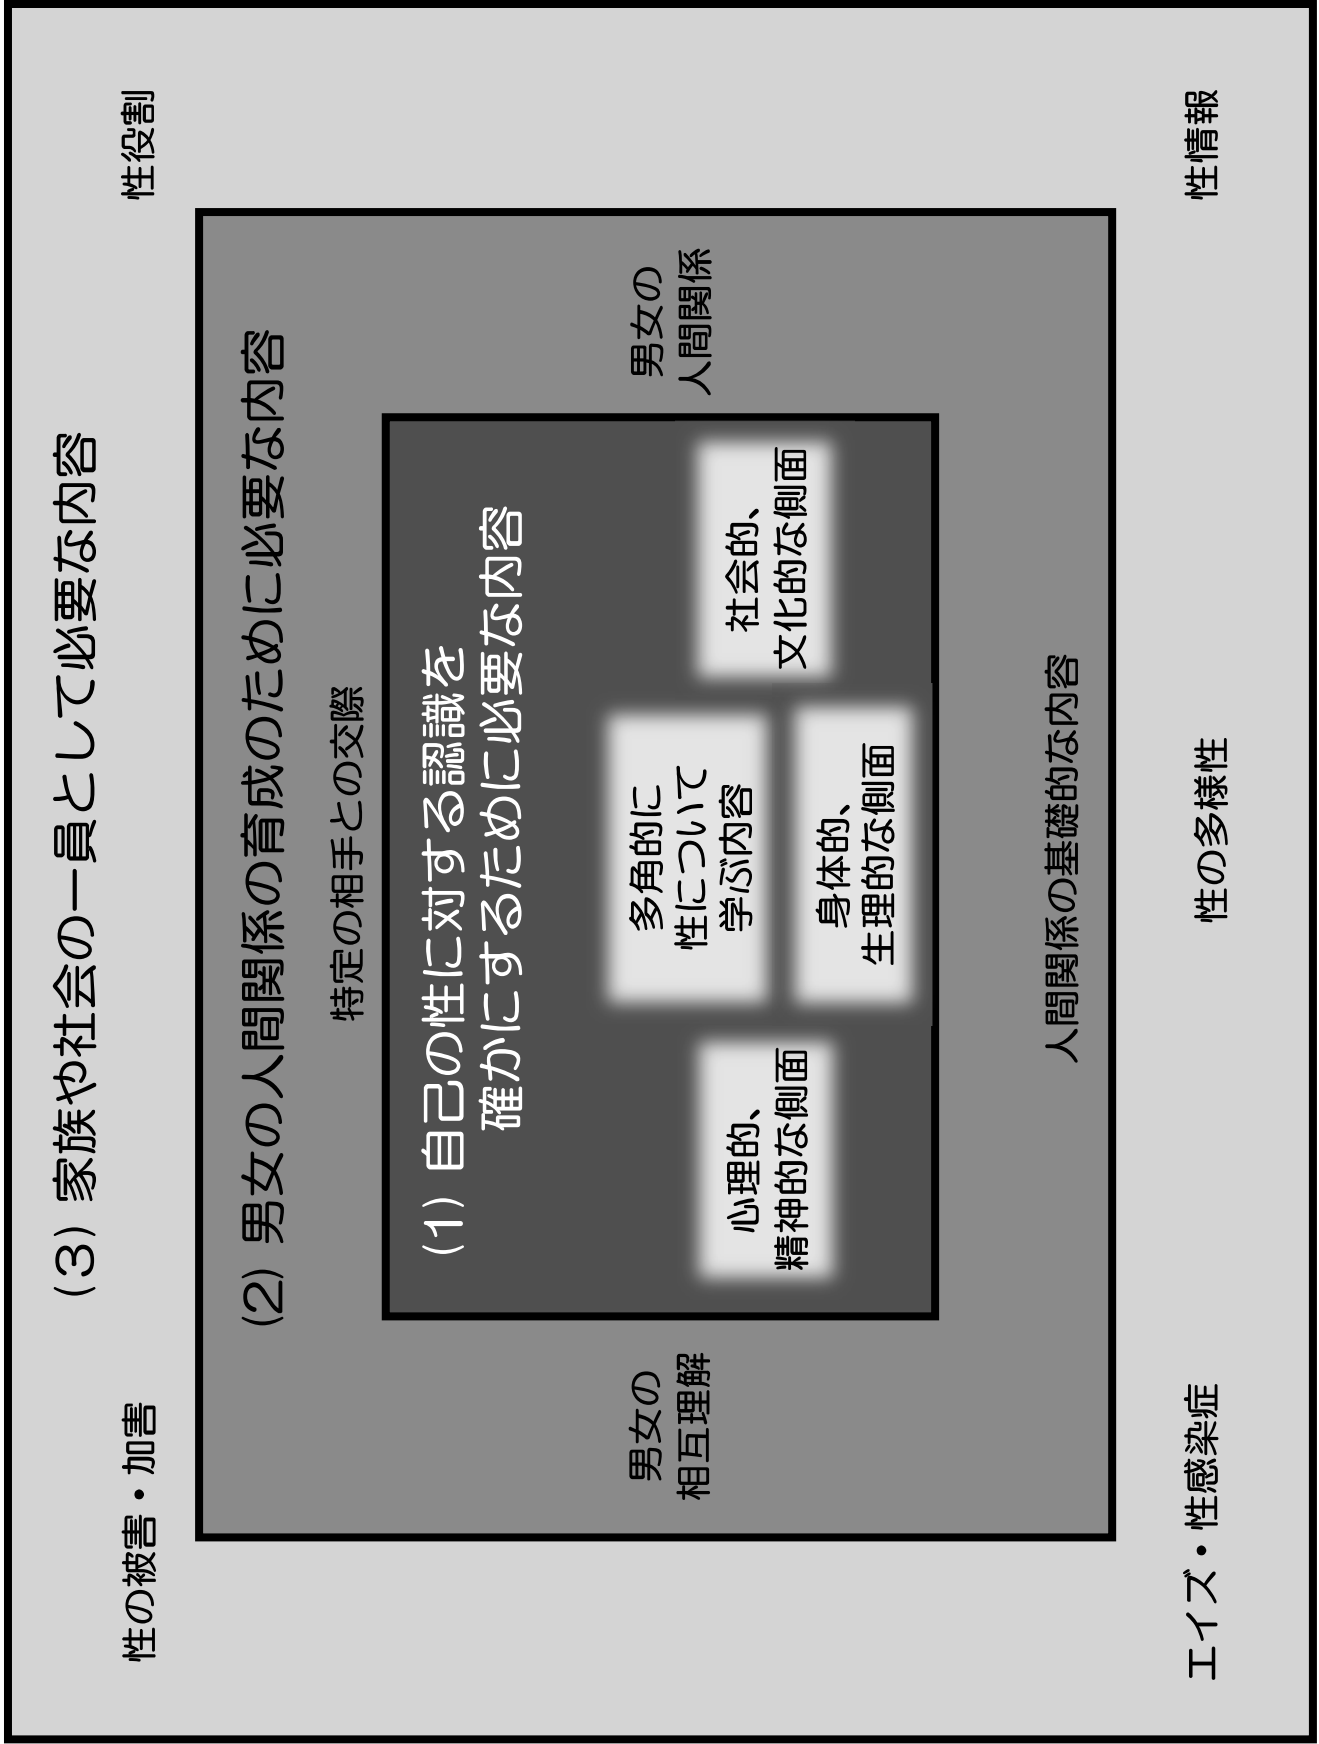 (3) 家族や社会の一員として必要な内容
性の被害・加害
性役割
(2) 男女の人間関係の育成のために必要な内容
特定の相手との交際
(1) 自己の性に対する認識を
確かにするために必要な内容
男女の
相互理解
男女の
人間関係
多角的に
性について
学ぶ内容
心理的、
精神的な側面
社会的、
文化的な側面
身体的、
生理的な側面
人間関係の基礎的な内容
エイズ・性感染症
性の多様性
性情報